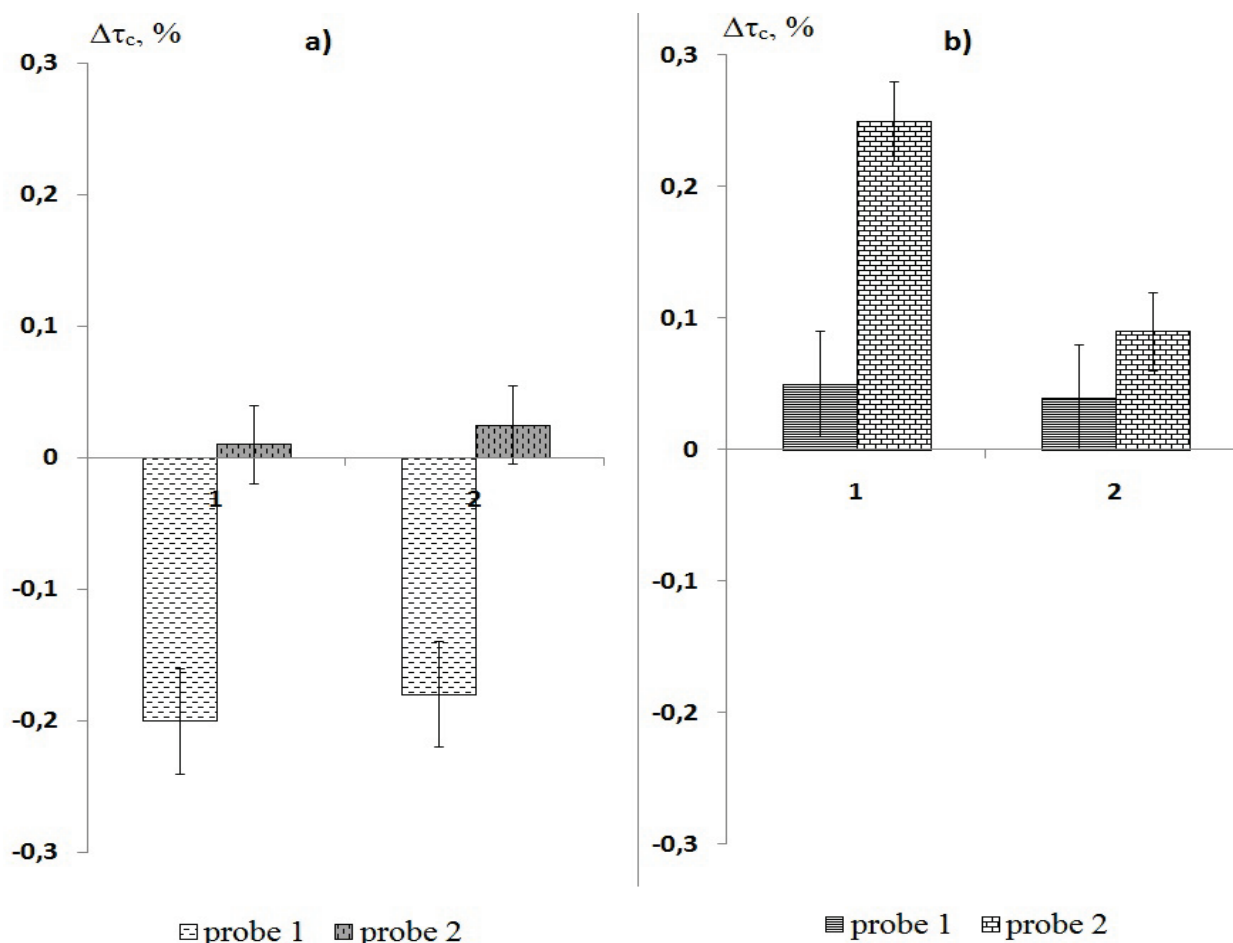 Δτc, %
a)
0,3
0,2
0,1
0
-0,1
-0,2
-0,3
1
2
probe 1
probe 2
Δτc, %
b)
0,3
0,2
0,1
0
-0,1
-0,2
-0,3
1
2
probe 1
probe 2